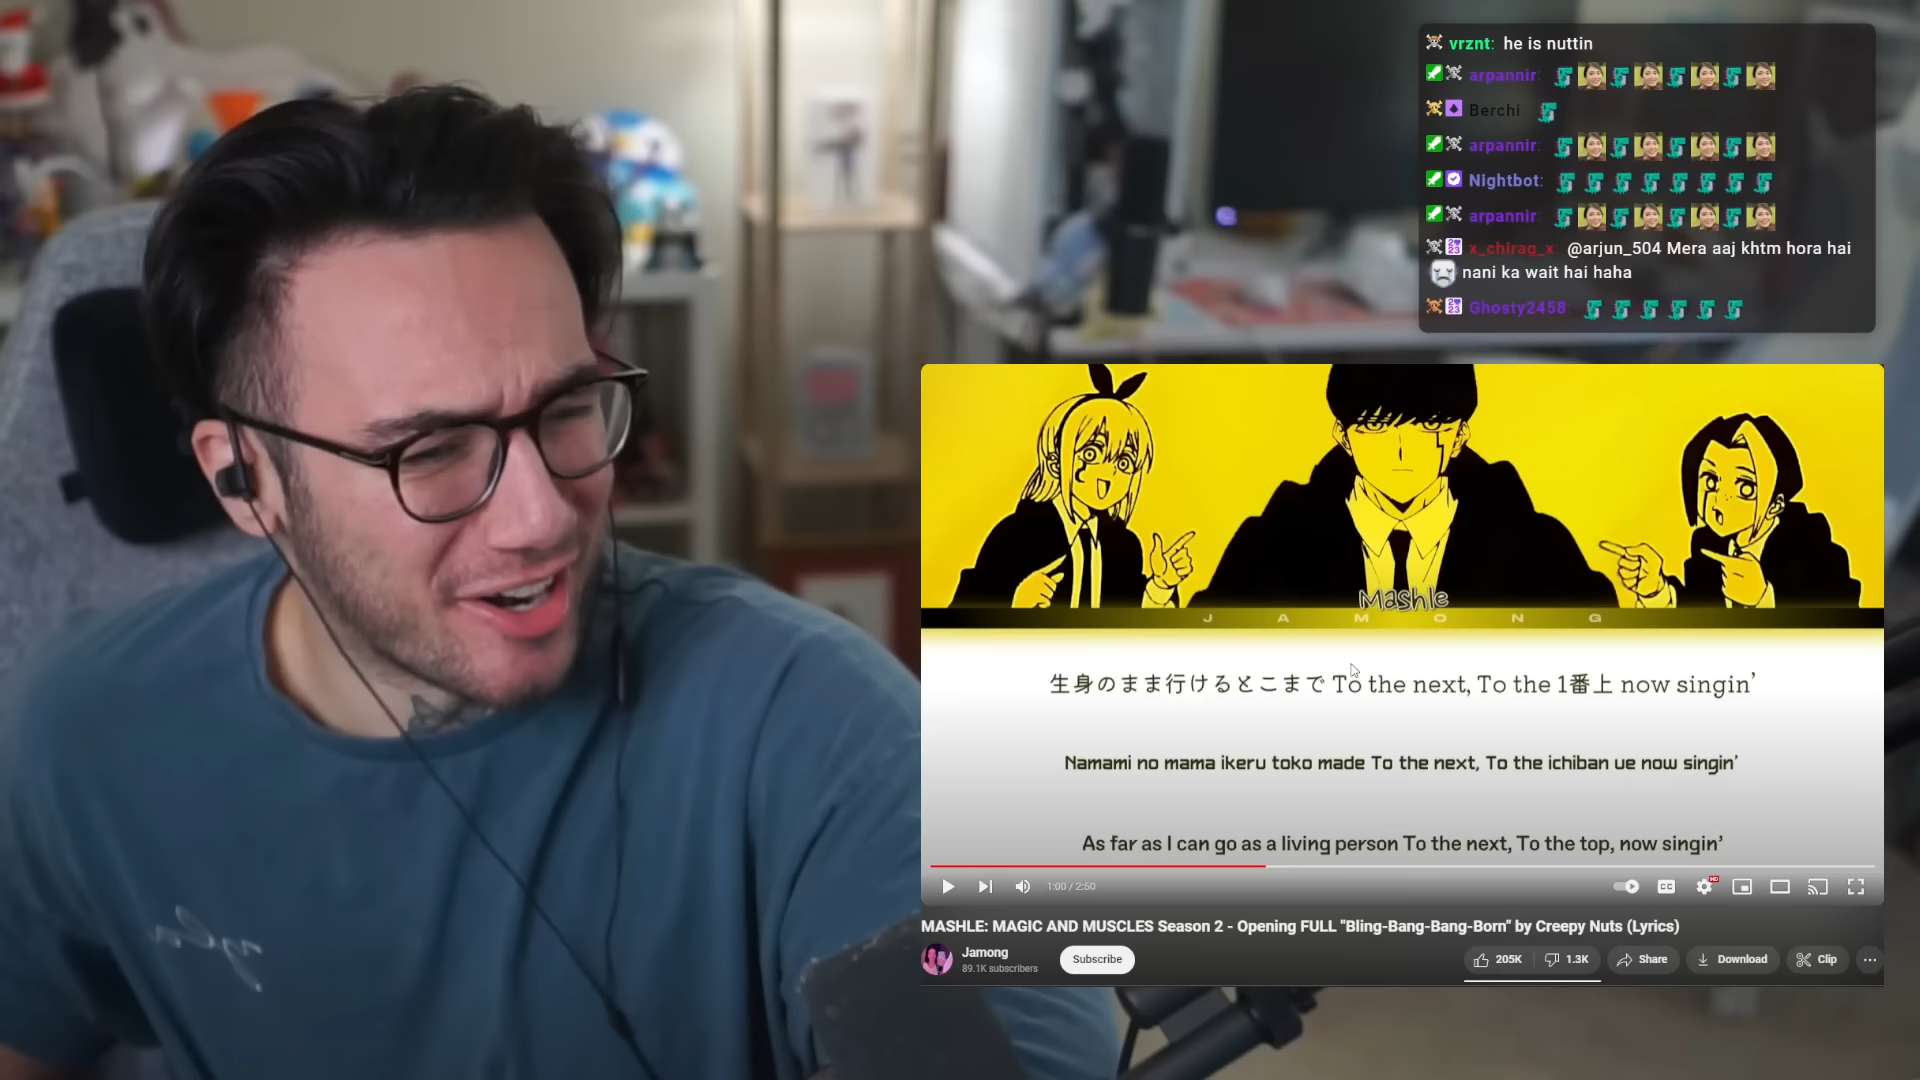 vrznt: he is nuttin
arpannir:
Berchi:
arpannir:
Nightbot:
arpannir:
x_chirag_x: @arjun_504 Mera aaj khtm hora hai
nani ka wait hai haha
Ghosty2458
Mashle
J A M O N G
生身のまま行けるとこまで To the next, To the 1番上 now singin'
Namami no mama ikeru toko made To the next, To the ichiban ue now singin'
As far as I can go as a living person To the next, To the top, now singin'
1:00 / 2:50
CC
HD
MASHLE: MAGIC AND MUSCLES Season 2 - Opening FULL "Bling-Bang-Bang-Born" by Creepy Nuts (Lyrics)
Jamong
89.1K subscribers
Subscribe
205K
1.3K
Share
Download
Clip